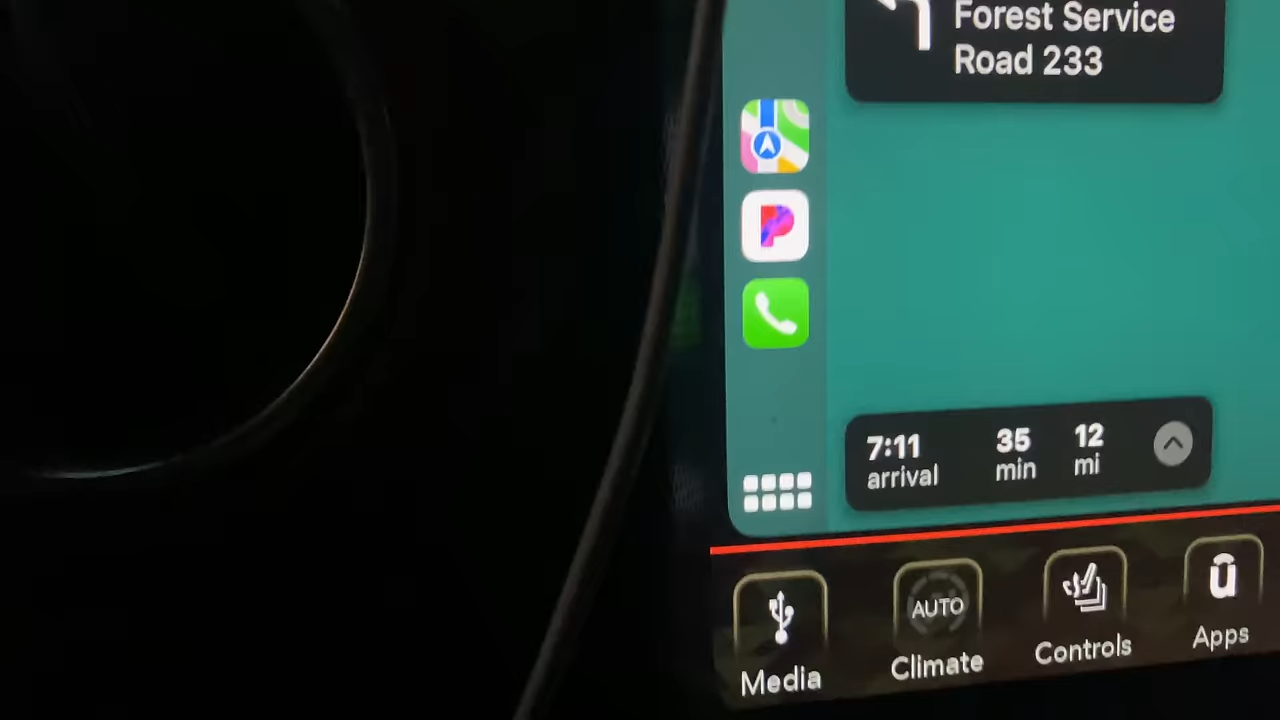 Forest Service
Road 233
7:11 35 12
arrival min mi
AUTO
Media Climate Controls Apps